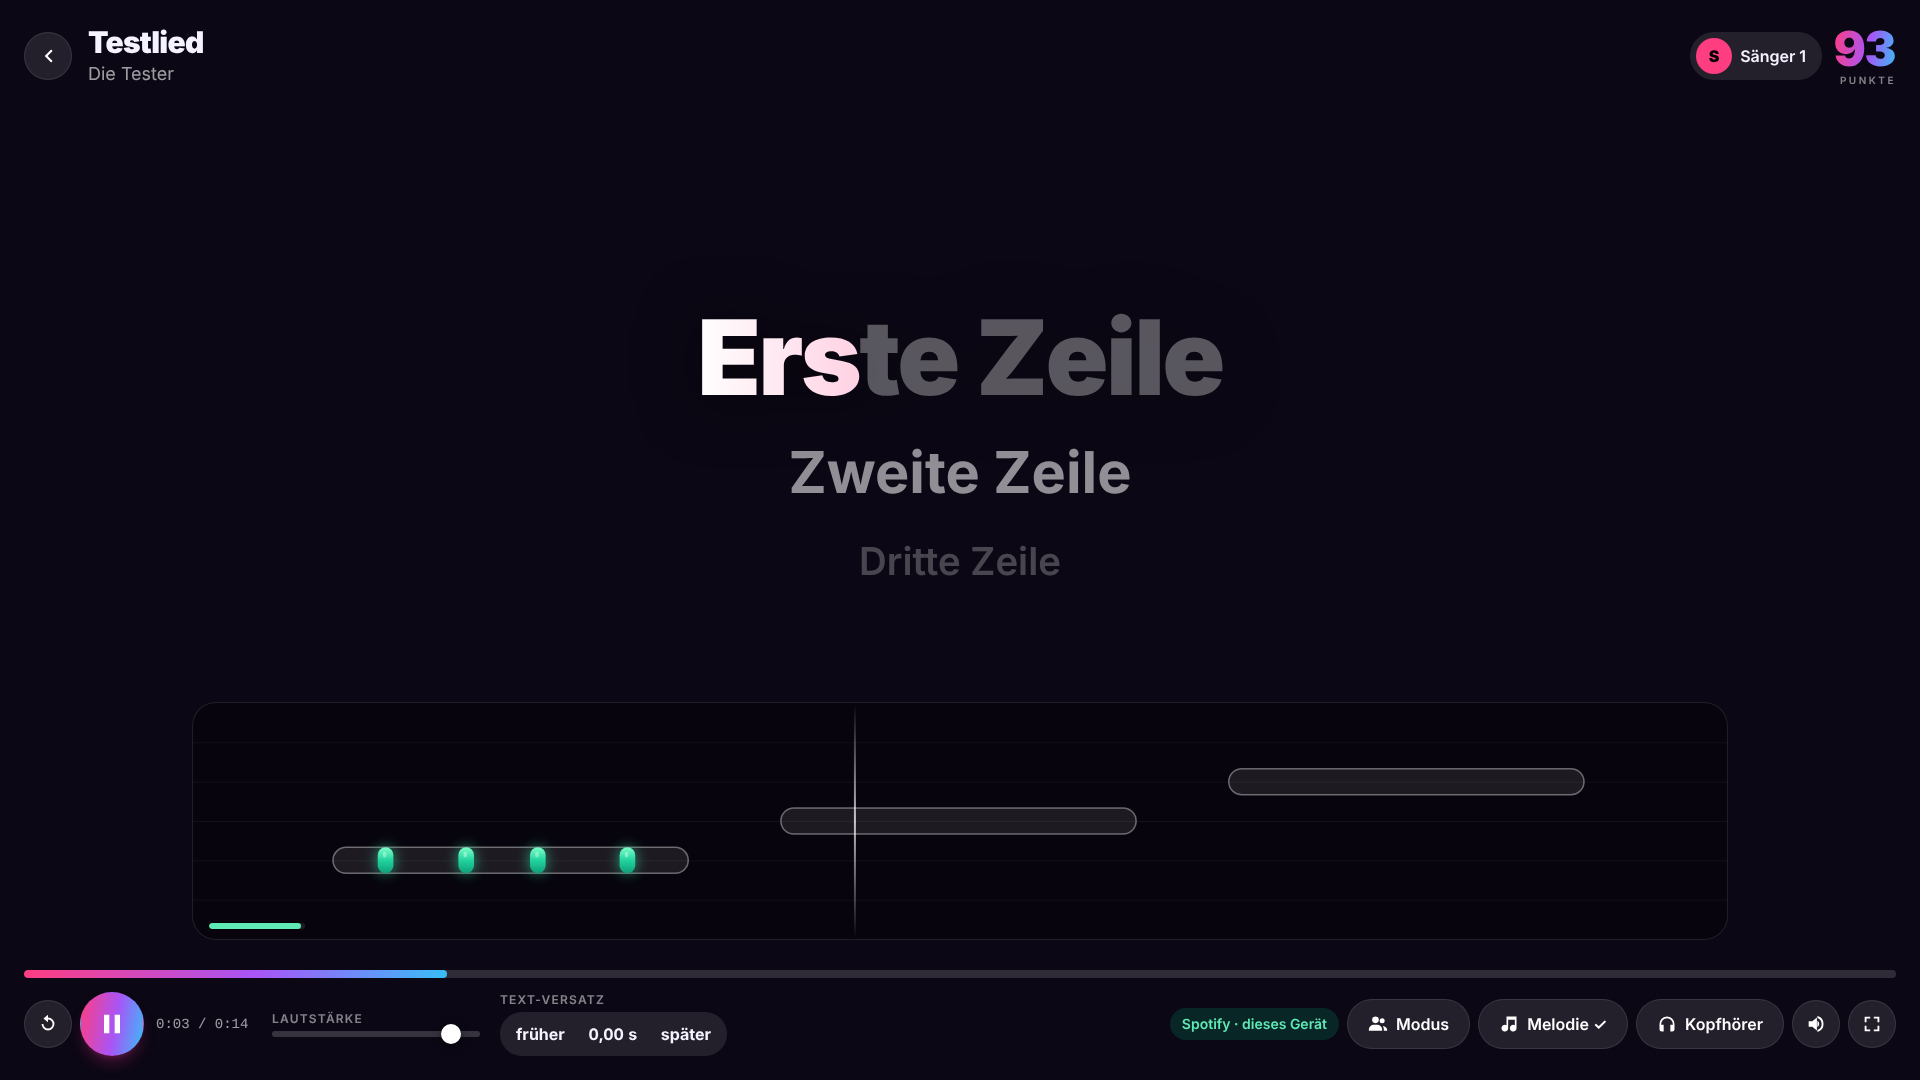 Testlied
Die Tester
S
Sänger 1
93
PUNKTE
Erste Zeile
Zweite Zeile
Dritte Zeile
0:03 / 0:14
LAUTSTÄRKE
TEXT-VERSATZ
früher 0,00 s später
Spotify · dieses Gerät
Modus
Melodie ✓
Kopfhörer